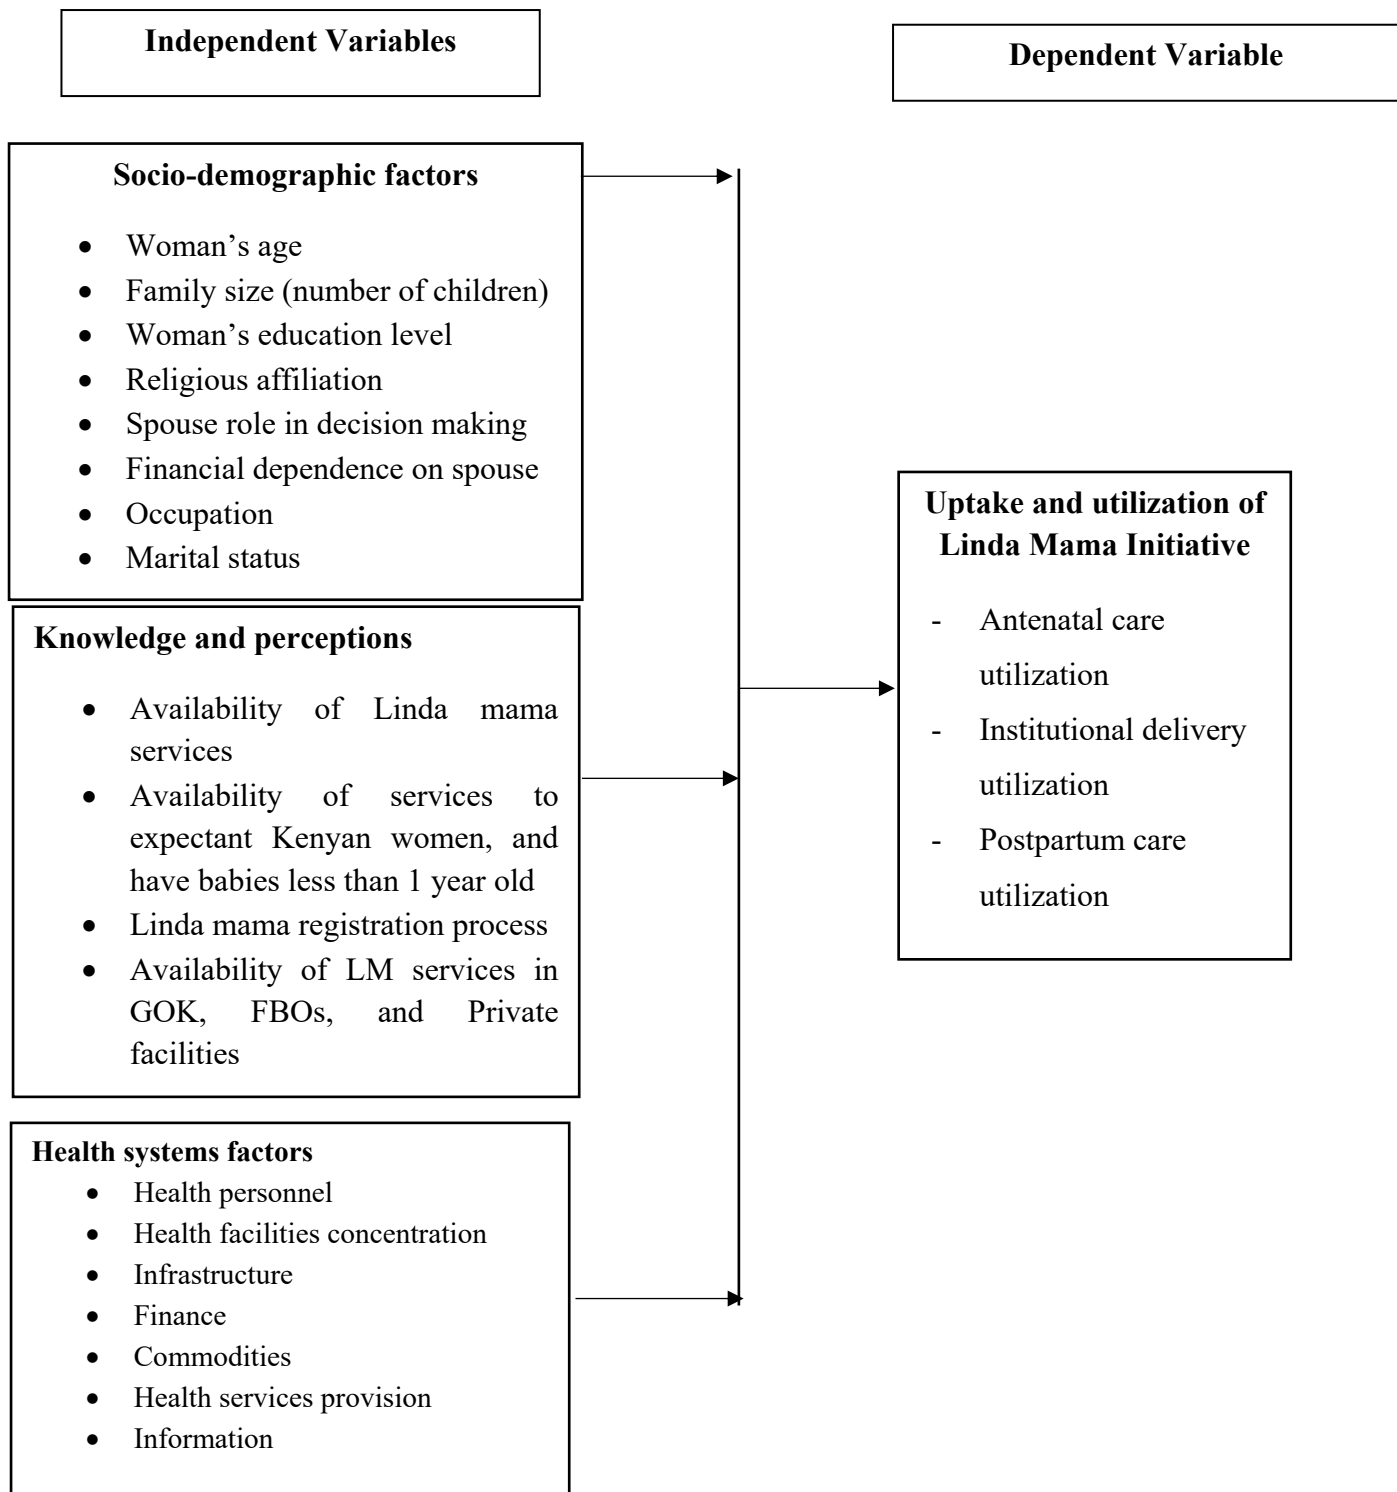 Independent Variables
Dependent Variable
Socio-demographic factors
• Woman’s age
• Family size (number of children)
• Woman’s education level
• Religious affiliation
• Spouse role in decision making
• Financial dependence on spouse
• Occupation
• Marital status
Knowledge and perceptions
• Availability of Linda mama
services
• Availability of services to
expectant Kenyan women, and
have babies less than 1 year old
• Linda mama registration process
• Availability of LM services in
GOK, FBOs, and Private
facilities
Health systems factors
• Health personnel
• Health facilities concentration
• Infrastructure
• Finance
• Commodities
• Health services provision
• Information
Uptake and utilization of
Linda Mama Initiative
- Antenatal care
utilization
- Institutional delivery
utilization
- Postpartum care
utilization